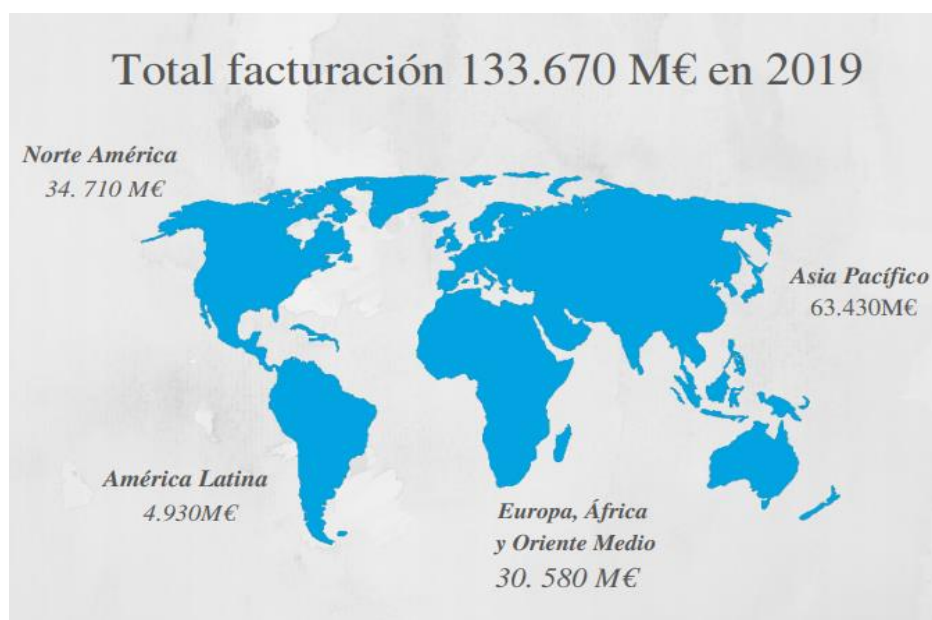 Total facturación 133.670 M€ en 2019
Norte América
34. 710 M€
Asia Pacífico
63.430M€
América Latina
4.930M€
Europa, África
y Oriente Medio
30. 580 M€